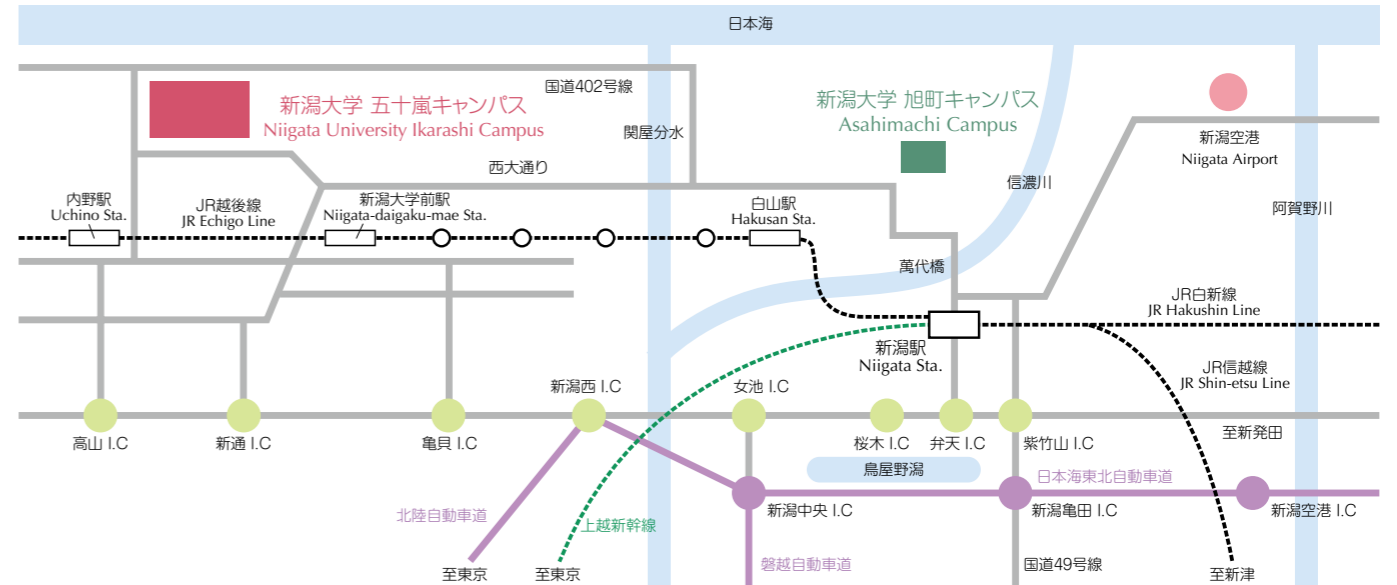 日本海
国道402号線
新潟大学 五十嵐キャンパス
Niigata University Ikarashi Campus
新潟大学 旭町キャンパス
Asahimachi Campus
関屋分水
新潟空港
Niigata Airport
西大通り
信濃川
阿賀野川
内野駅
Uchino Sta.
JR越後線
JR Echigo Line
新潟大学前駅
Niigata-daigaku-mae Sta.
白山駅
Hakusan Sta.
萬代橋
JR白新線
JR Hakushin Line
新潟駅
Niigata Sta.
JR信越線
JR Shin-etsu Line
新潟西 I.C
女池 I.C
高山 I.C
新通 I.C
亀貝 I.C
桜木 I.C
弁天 I.C
紫竹山 I.C
至新発田
鳥屋野潟
日本海東北自動車道
北陸自動車道
上越新幹線
新潟中央 I.C
新潟亀田 I.C
新潟空港 I.C
磐越自動車道
国道49号線
至東京
至東京
至新津